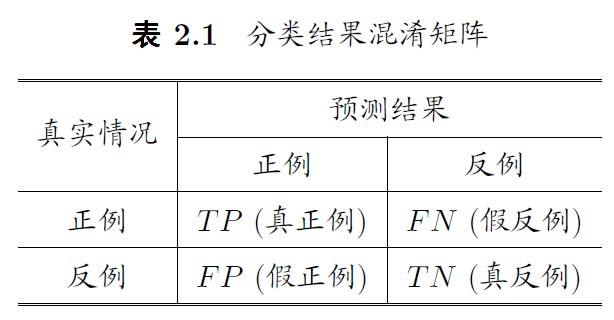 表 2.1 分类结果混淆矩阵
真实情况 预测结果
正例 反例
正例 TP (真正例) FN (假反例)
反例 FP (假正例) TN (真反例)